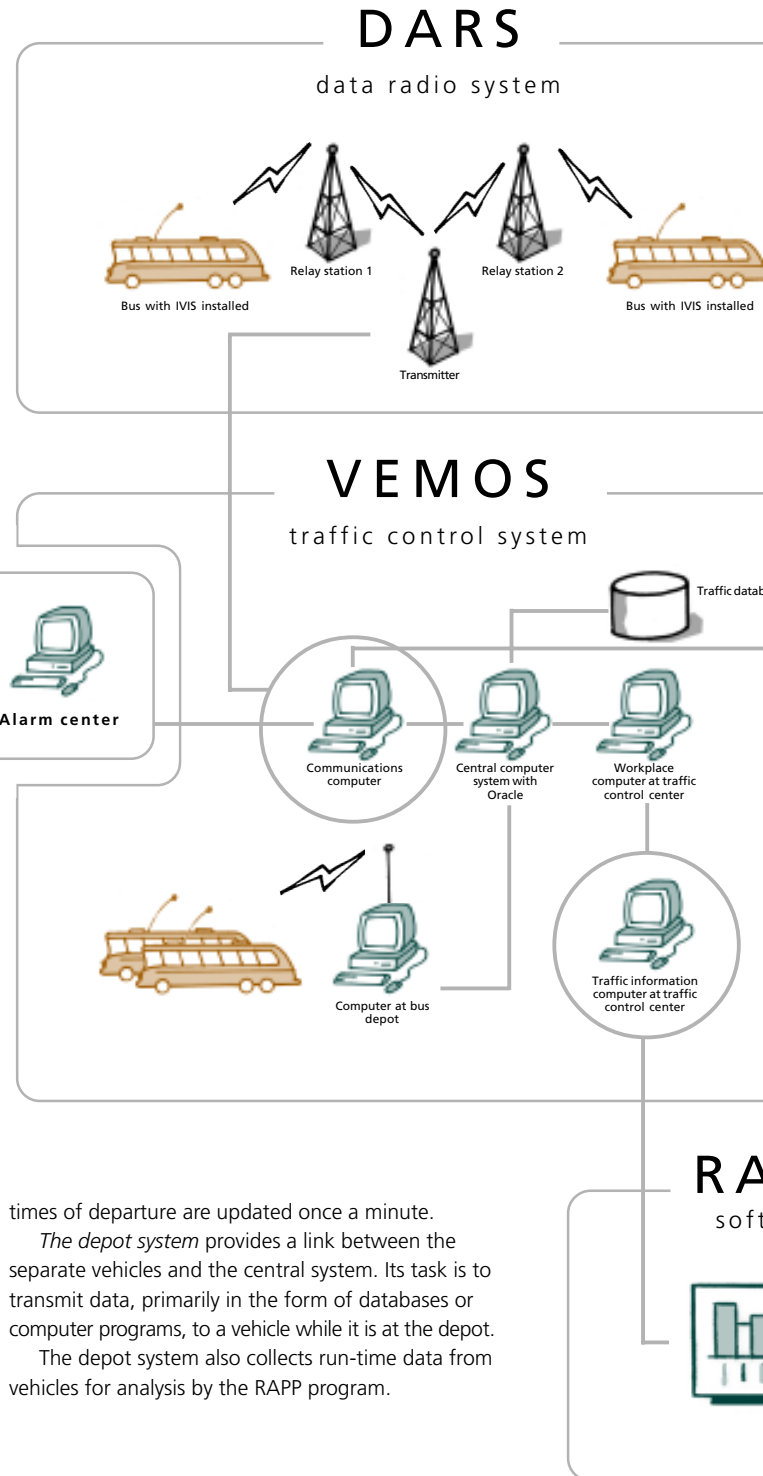 DARS
data radio system
Relay station 1
Relay station 2
Bus with IVIS installed
Bus with IVIS installed
Transmitter
VEMOS
traffic control system
Traffic
Alarm center
Communications
computer
Central computer
system with
Oracle
Workplace
computer at traffic
control center
Computer at bus
depot
Traffic information
computer at traffic
control center
times of departure are updated once a minute.
The depot system provides a link between the
separate vehicles and the central system. Its task is to
transmit data, primarily in the form of databases or
computer programs, to a vehicle while it is at the depot.
The depot system also collects run-time data from
vehicles for analysis by the RAPP program.